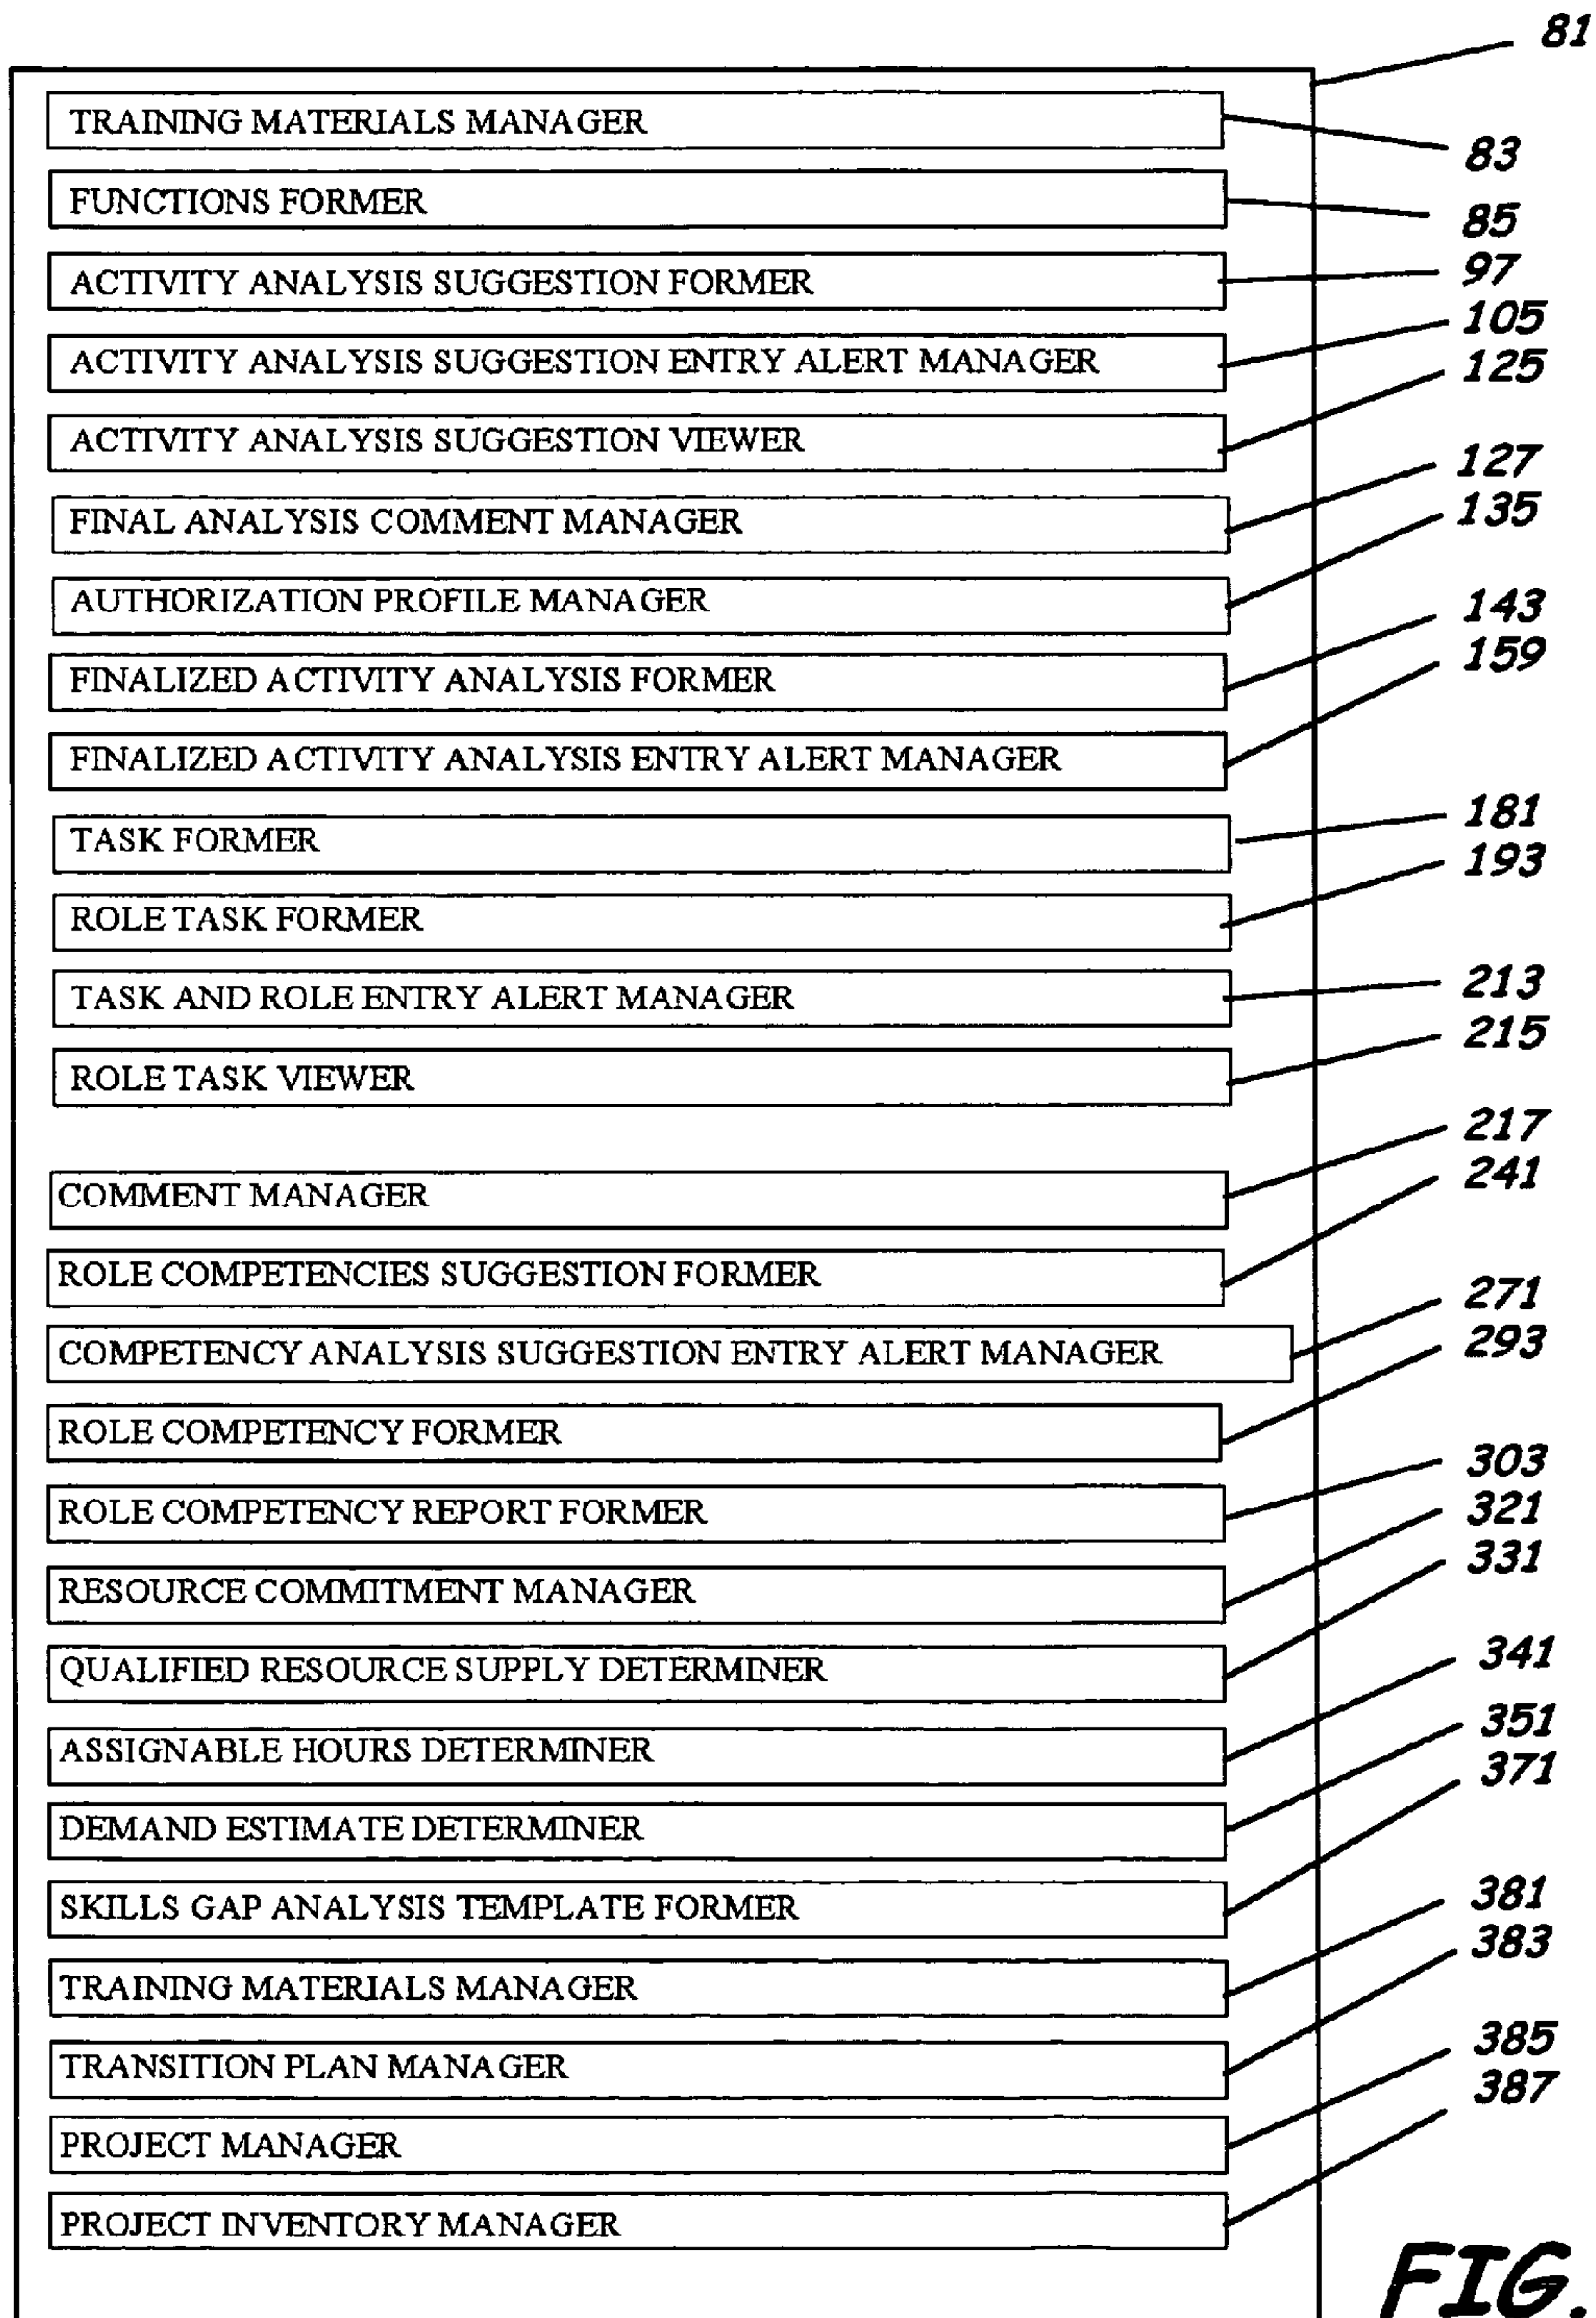 81
TRAINING MATERIALS MANAGER
83
FUNCTIONS FORMER
85
ACTIVITY ANALYSIS SUGGESTION FORMER
97
ACTIVITY ANALYSIS SUGGESTION ENTRY ALERT MANAGER
105
ACTIVITY ANALYSIS SUGGESTION VIEWER
125
FINAL ANALYSIS COMMENT MANAGER
127
AUTHORIZATION PROFILE MANAGER
135
FINALIZED ACTIVITY ANALYSIS FORMER
143
FINALIZED ACTIVITY ANALYSIS ENTRY ALERT MANAGER
159
TASK FORMER
181
ROLE TASK FORMER
193
TASK AND ROLE ENTRY ALERT MANAGER
213
ROLE TASK VIEWER
215
COMMENT MANAGER
217
ROLE COMPETENCIES SUGGESTION FORMER
241
COMPETENCY ANALYSIS SUGGESTION ENTRY ALERT MANAGER
271
ROLE COMPETENCY FORMER
293
ROLE COMPETENCY REPORT FORMER
303
RESOURCE COMMITMENT MANAGER
321
QUALIFIED RESOURCE SUPPLY DETERMINER
331
ASSIGNABLE HOURS DETERMINER
341
DEMAND ESTIMATE DETERMINER
351
SKILLS GAP ANALYSIS TEMPLATE FORMER
371
TRAINING MATERIALS MANAGER
381
TRANSITION PLAN MANAGER
383
PROJECT MANAGER
385
PROJECT INVENTORY MANAGER
387
FIG.